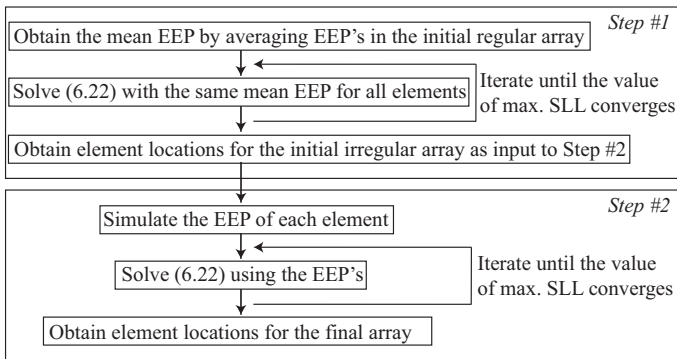 Step #1
Obtain the mean EEP by averaging EEP's in the initial regular array
Solve (6.22) with the same mean EEP for all elements
Iterate until the value
of max. SLL converges
Obtain element locations for the initial irregular array as input to Step #2
Step #2
Simulate the EEP of each element
Solve (6.22) using the EEP's
Iterate until the value
of max. SLL converges
Obtain element locations for the final array